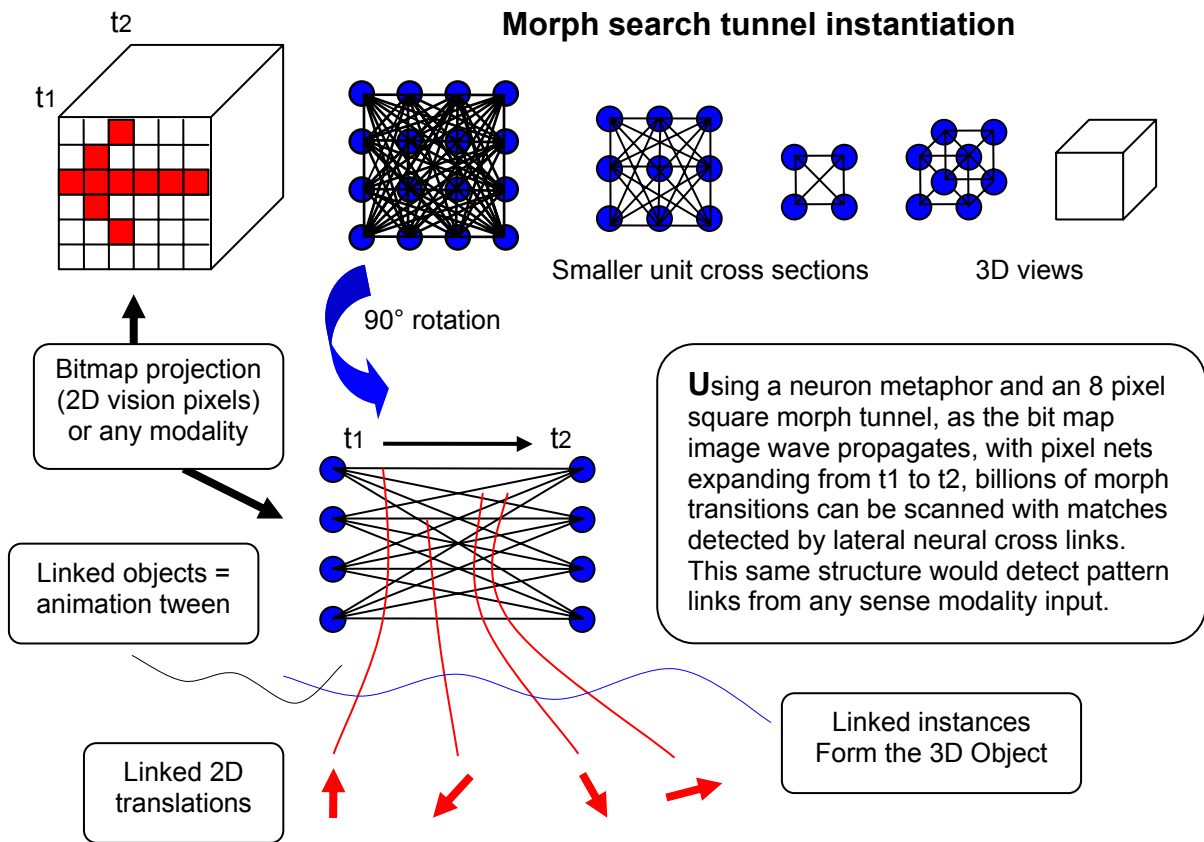 Morph search tunnel instantiation
t2
t1
Smaller unit cross sections
3D views
90° rotation
Bitmap projection
(2D vision pixels)
or any modality
t1
t2
Using a neuron metaphor and an 8 pixel
square morph tunnel, as the bit map
image wave propagates, with pixel nets
expanding from t1 to t2, billions of morph
transitions can be scanned with matches
detected by lateral neural cross links.
This same structure would detect pattern
links from any sense modality input.
Linked objects =
animation tween
Linked instances
Form the 3D Object
Linked 2D
translations